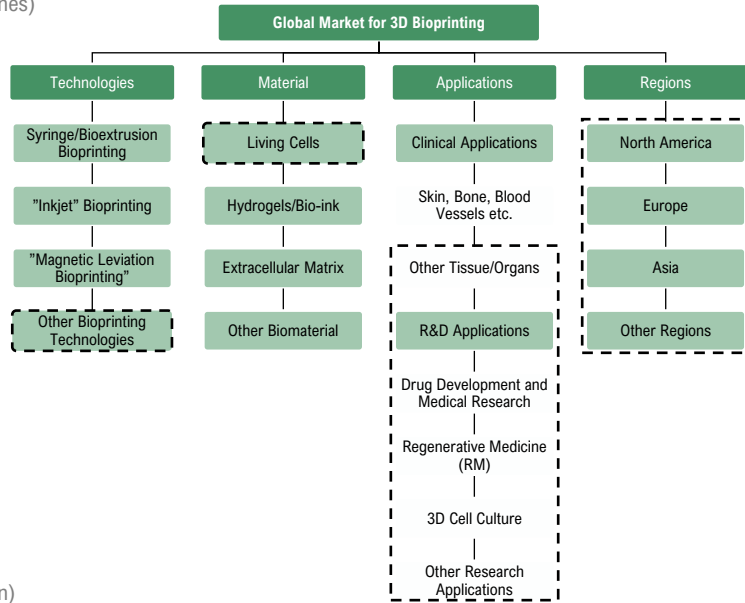 nes)
Global Market for 3D Bioprinting
Technologies
Material
Applications
Regions
Syringe/Bioextrusion
Bioprinting
Living Cells
Clinical Applications
North America
"Inkjet" Bioprinting
Hydrogels/Bio-ink
Skin, Bone, Blood
Vessels etc.
Europe
"Magnetic Leviation
Bioprinting"
Extracellular Matrix
Other Tissue/Organs
Asia
Other Bioprinting
Technologies
Other Biomaterial
R&D Applications
Other Regions
Drug Development and
Medical Research
Regenerative Medicine
(RM)
3D Cell Culture
Other Research
Applications
n)